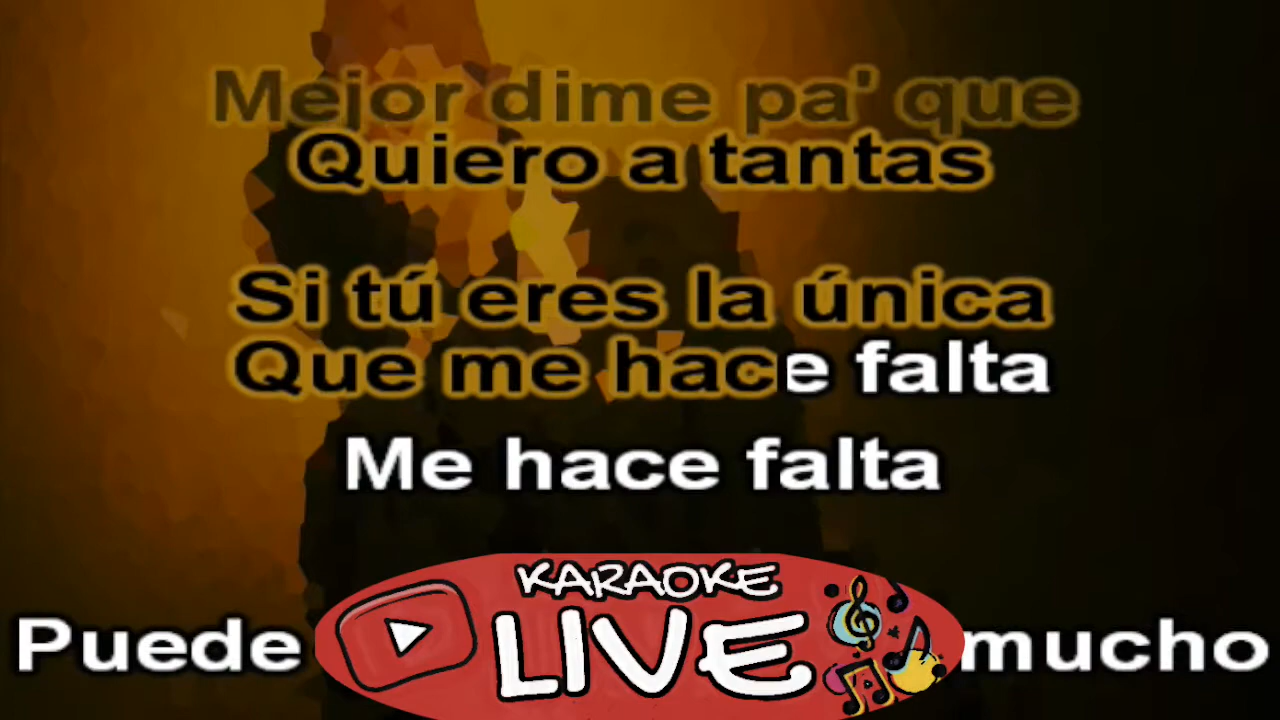 Mejor dime pa' que
Quiero a tantas
Si tú eres la única
Que me hace falta
Me hace falta
KARAOKE
LIVE
Puede mucho